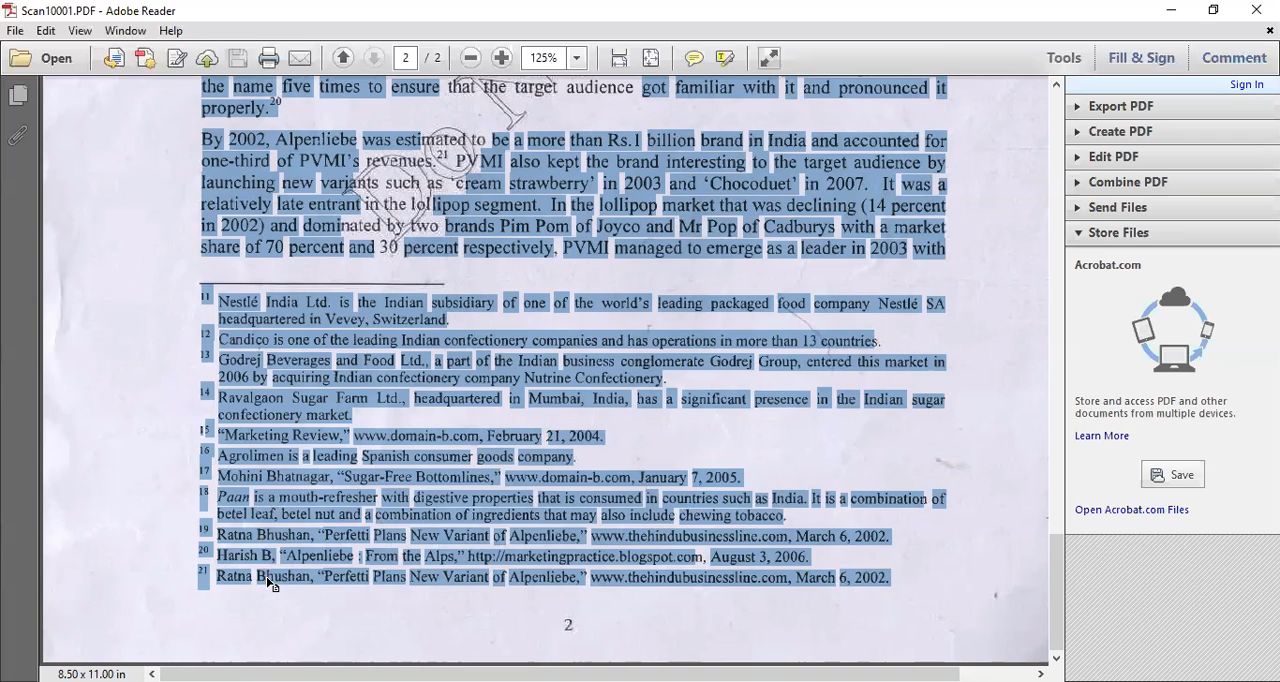 Scan10001.PDF - Adobe Reader
File Edit View Window Help
Open 2 / 2 125% Tools Fill & Sign Comment
Sign In
the name five times to ensure that the target audience got familiar with it and pronounced it
properly.20
By 2002, Alpenliebe was estimated to be a more than Rs.1 billion brand in India and accounted for
one-third of PVMI's revenues.21 PVMI also kept the brand interesting to the target audience by
launching new variants such as 'cream strawberry' in 2003 and 'Chocoduet' in 2007. It was a
relatively late entrant in the lollipop segment. In the lollipop market that was declining (14 percent
in 2002) and dominated by two brands Pim Pom of Joyco and Mr Pop of Cadburys with a market
share of 70 percent and 30 percent respectively, PVMI managed to emerge as a leader in 2003 with
11 Nestlé India Ltd. is the Indian subsidiary of one of the world's leading packaged food company Nestlé SA
headquartered in Vevey, Switzerland.
12 Candico is one of the leading Indian confectionery companies and has operations in more than 13 countries.
13 Godrej Beverages and Food Ltd., a part of the Indian business conglomerate Godrej Group, entered this market in
2006 by acquiring Indian confectionery company Nutrine Confectionery.
14 Ravalgaon Sugar Farm Ltd., headquartered in Mumbai, India, has a significant presence in the Indian sugar
confectionery market.
15 "Marketing Review," www.domain-b.com, February 21, 2004.
16 Agrolimen is a leading Spanish consumer goods company.
17 Mohini Bhatnagar, "Sugar-Free Bottomlines," www.domain-b.com, January 7, 2005.
18 Paan is a mouth-refresher with digestive properties that is consumed in countries such as India. It is a combination of
betel leaf, betel nut and a combination of ingredients that may also include chewing tobacco.
19 Ratna Bhushan, "Perfetti Plans New Variant of Alpenliebe," www.thehindubusinessline.com, March 6, 2002.
20 Harish B, "Alpenliebe : From the Alps," http://marketingpractice.blogspot.com, August 3, 2006.
21 Ratna Bhushan, "Perfetti Plans New Variant of Alpenliebe," www.thehindubusinessline.com, March 6, 2002.
2
Export PDF
Create PDF
Edit PDF
Combine PDF
Send Files
Store Files
Acrobat.com
Store and access PDF and other
documents from multiple devices.
Learn More
Save
Open Acrobat.com Files
8.50 x 11.00 in